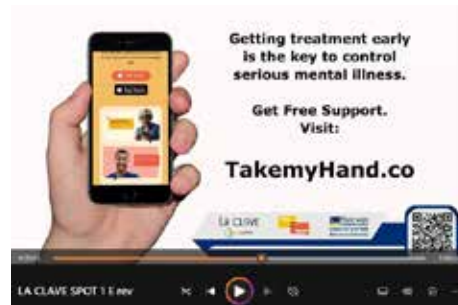 Getting treatment early
is the key to control
serious mental illness.
Get Free Support.
Visit:
TakemyHand.co
LA CLAVE
LA CLAVE SPOT 1 E rev